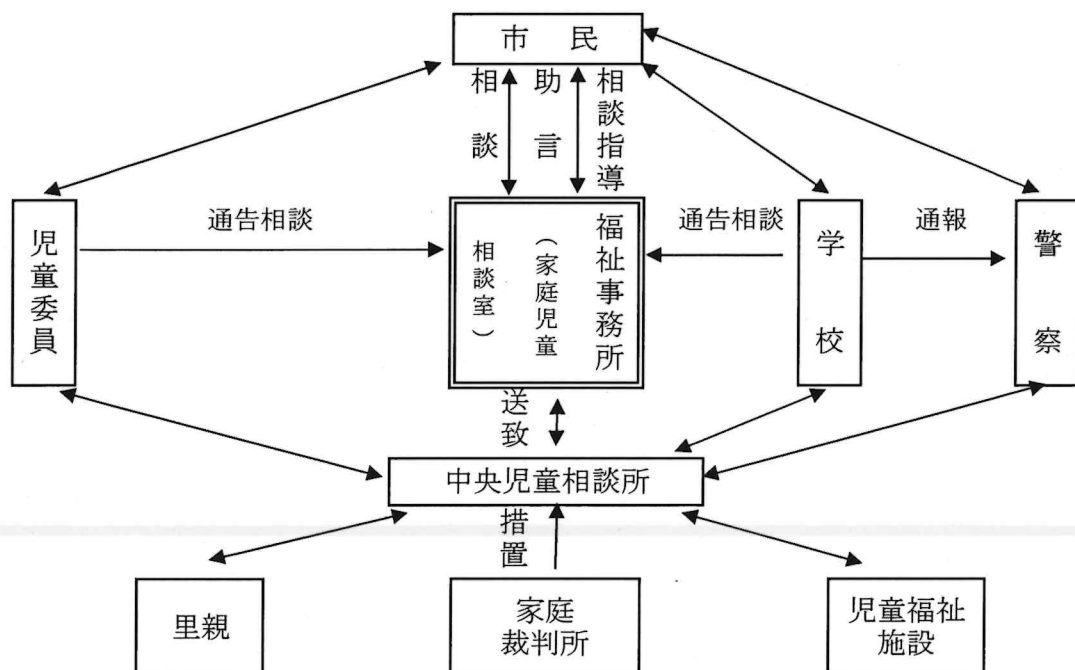 市　民
相談
助言
相談指導
児童委員
通告相談
福祉事務所
（家庭児童
相談室）
通告相談
学校
通報
警察
送致
中央児童相談所
措置
里親
家庭
裁判所
児童福祉
施設